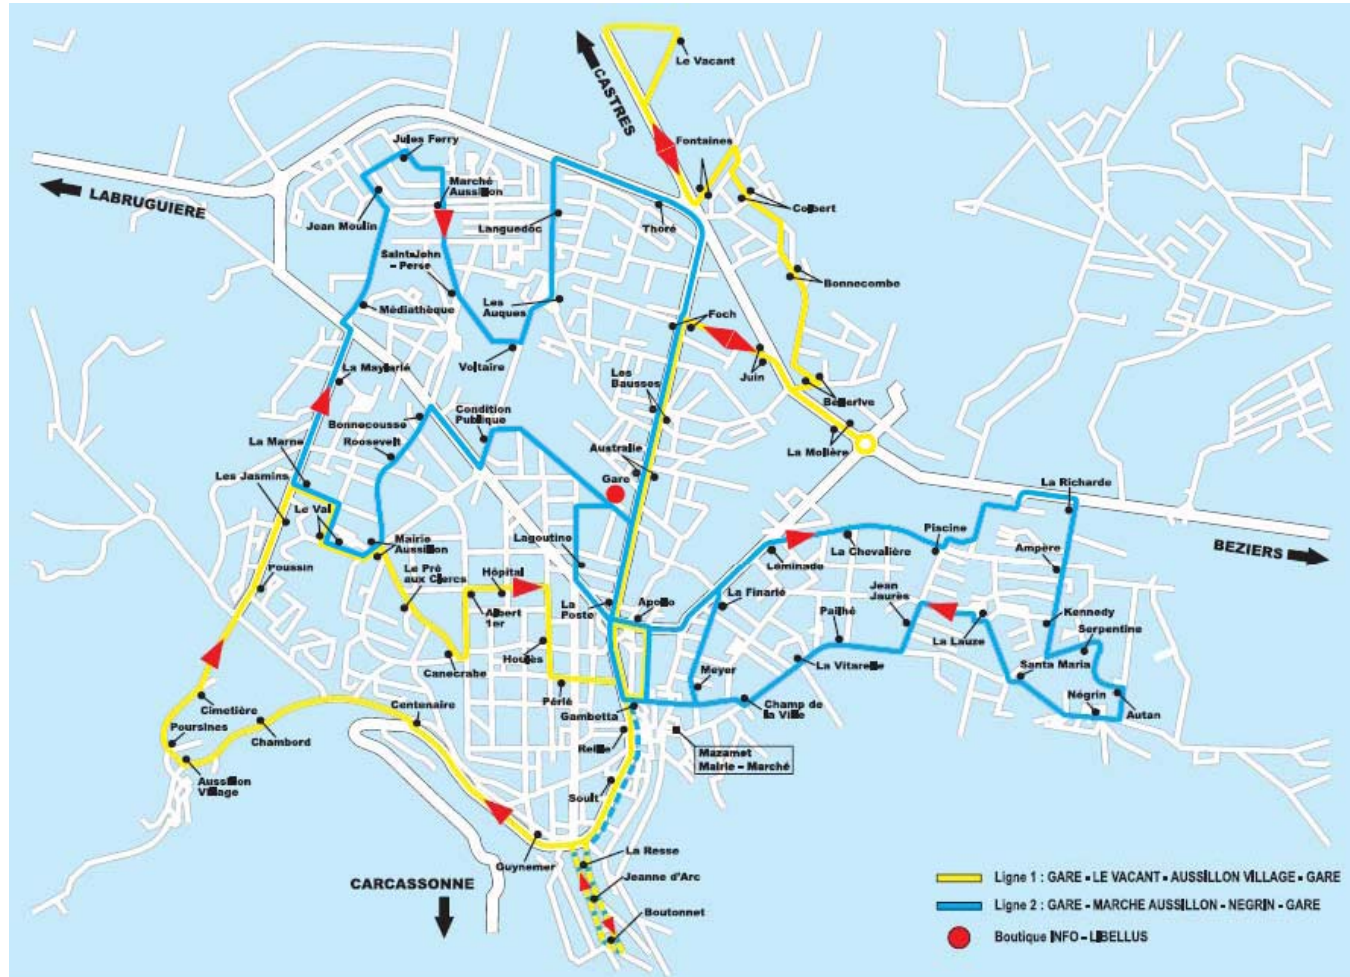 Le Vacant
CASTRES
Fontaines
Jules Ferry
Marché
Aussillon
LABRUGUIERE
Jean Moulin
Languedoc
Thoré
Colbert
Saint-John
- Perse
Bonnecombe
Médiathèque
Les
Auques
Foch
Voltaire
Juin
La Maylarié
Les
Bausses
Bellerive
Bonnecousse
Condition
Publique
Roosevelt
La Marne
Australie
La Molière
Les Jasmins
Gare
La Richarde
Le Val
Piscine
Mairie
Aussillon
Lagoutino
La Chevalière
Ampère
BEZIERS
Poussin
Le Pré
aux Clercs
Hôpital
Léminade
Jean
Jaurès
La Finarié
Pailhé
Albert
1er
La
Poste
Apollo
Kennedy
La Lauze
Serpentine
Houlès
Canecrabe
Meyer
La Vitarelle
Santa Maria
Cimetière
Centenaire
Périé
Gambetta
Champ de
la Ville
Négrin
Autan
Poursines
Chambord
Reille
Mazamet
Mairie - Marché
Aussillon
Village
Soult
Guynemer
La Resse
CARCASSONNE
Jeanne d'Arc
Boutonnet
Ligne 1 : GARE - LE VACANT - AUSSILLON VILLAGE - GARE
Ligne 2 : GARE - MARCHE AUSSILLON - NEGRIN - GARE
Boutique INFO - LIBELLUS